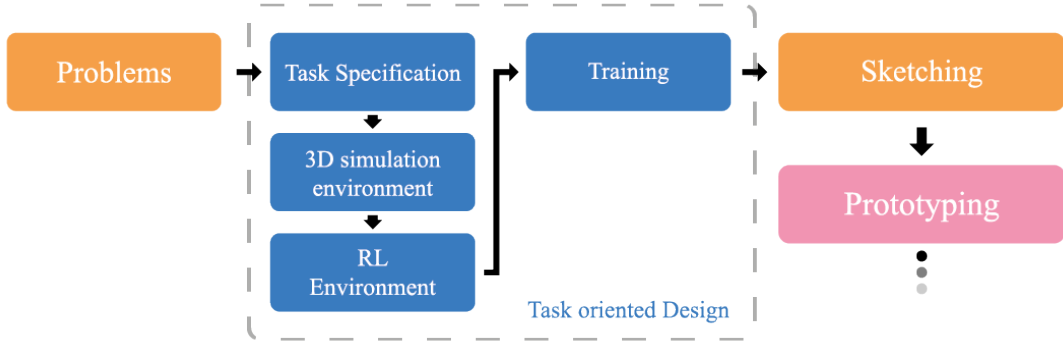 Problems
Task Specification
3D simulation
environment
RL
Environment
Training
Task oriented Design
Sketching
Prototyping